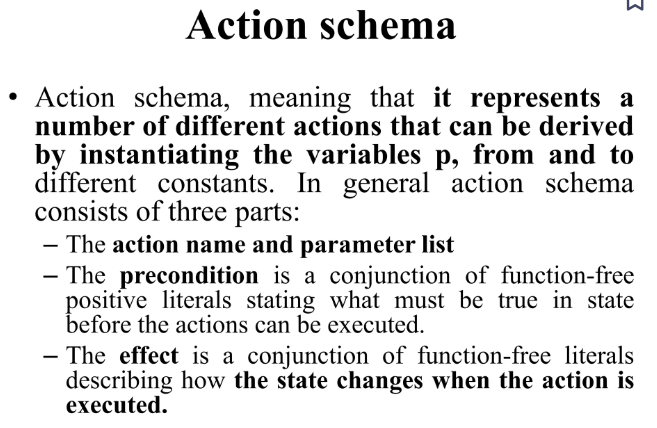 Action schema
• Action schema, meaning that it represents a
number of different actions that can be derived
by instantiating the variables p, from and to
different constants. In general action schema
consists of three parts:
– The action name and parameter list
– The precondition is a conjunction of function-free
positive literals stating what must be true in state
before the actions can be executed.
– The effect is a conjunction of function-free literals
describing how the state changes when the action is
executed.